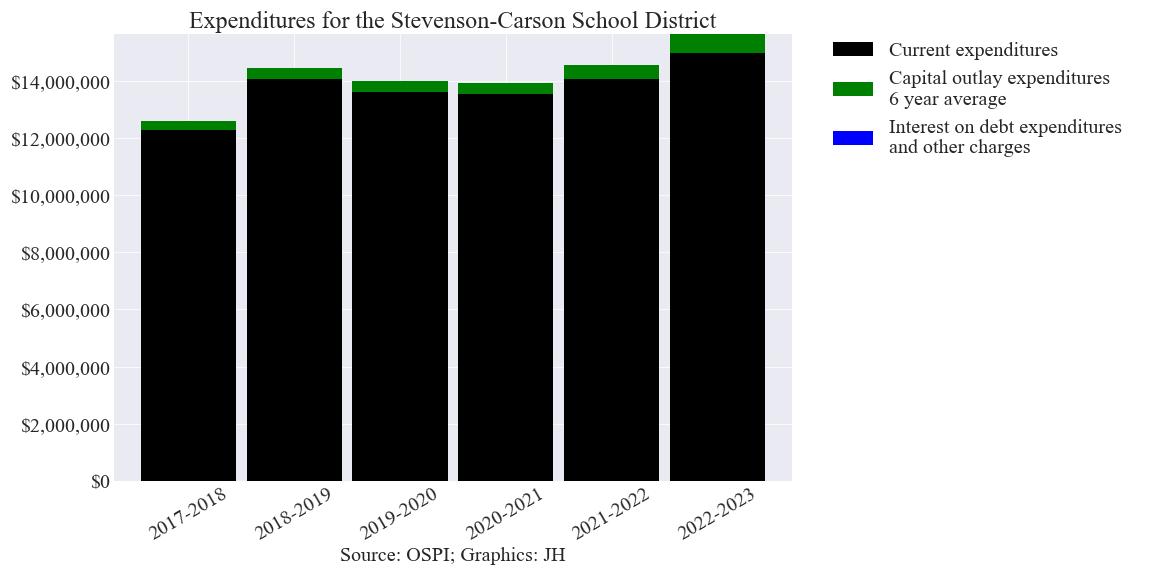 Expenditures for the Stevenson-Carson School District
$14,000,000
$12,000,000
$10,000,000
$8,000,000
$6,000,000
$4,000,000
$2,000,000
$0
2017-2018
2018-2019
2019-2020
2020-2021
2021-2022
2022-2023
Source: OSPI; Graphics: JH
Current expenditures
Capital outlay expenditures
6 year average
Interest on debt expenditures
and other charges